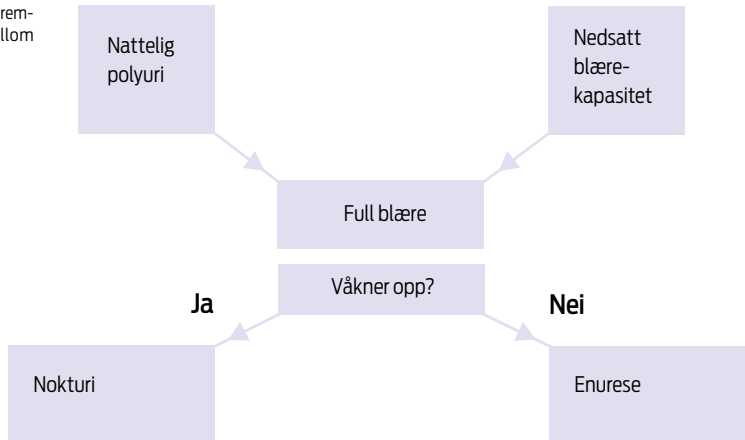 rem-
llom
Nattelig
polyuri
Nedsatt
blære-
kapasitet
Full blære
Våkner opp?
Ja
Nei
Nokturi
Enurese